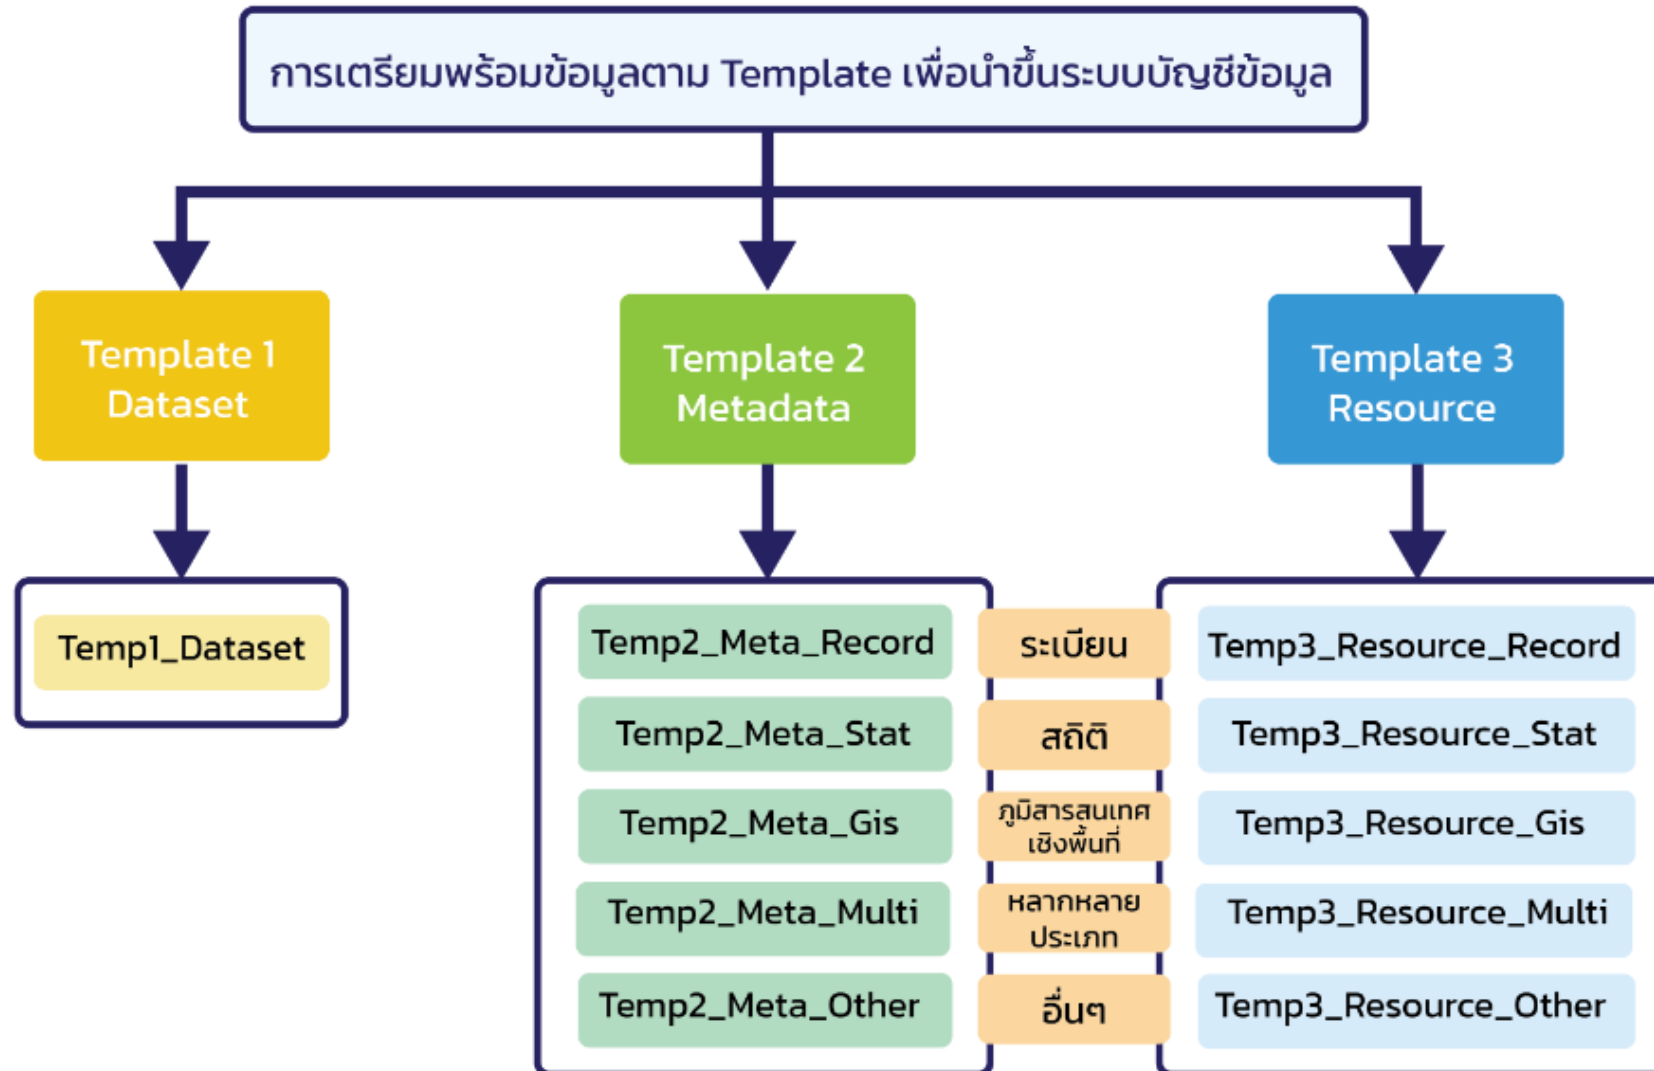 การเตรียมพร้อมข้อมูลตาม Template เพื่อนำขึ้นระบบบัญชีข้อมูล
Template 1
Dataset
Template 2
Metadata
Template 3
Resource
Temp1_Dataset
Temp2_Meta_Record
ระเบียน
Temp3_Resource_Record
Temp2_Meta_Stat
สถิติ
Temp3_Resource_Stat
Temp2_Meta_Gis
ภูมิสารสนเทศ
เชิงพื้นที่
Temp3_Resource_Gis
Temp2_Meta_Multi
หลากหลาย
ประเภท
Temp3_Resource_Multi
Temp2_Meta_Other
อื่นๆ
Temp3_Resource_Other